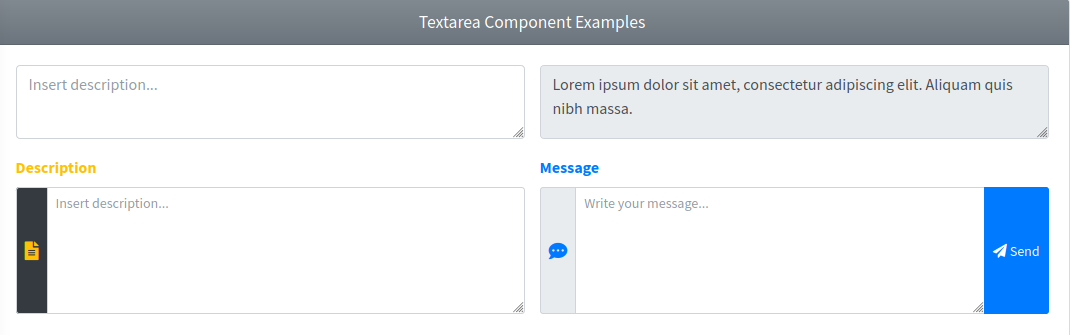 Textarea Component Examples
Insert description...
Lorem ipsum dolor sit amet, consectetur adipiscing elit. Aliquam quis
nibh massa.
Description
Message
Insert description...
Write your message...
Send